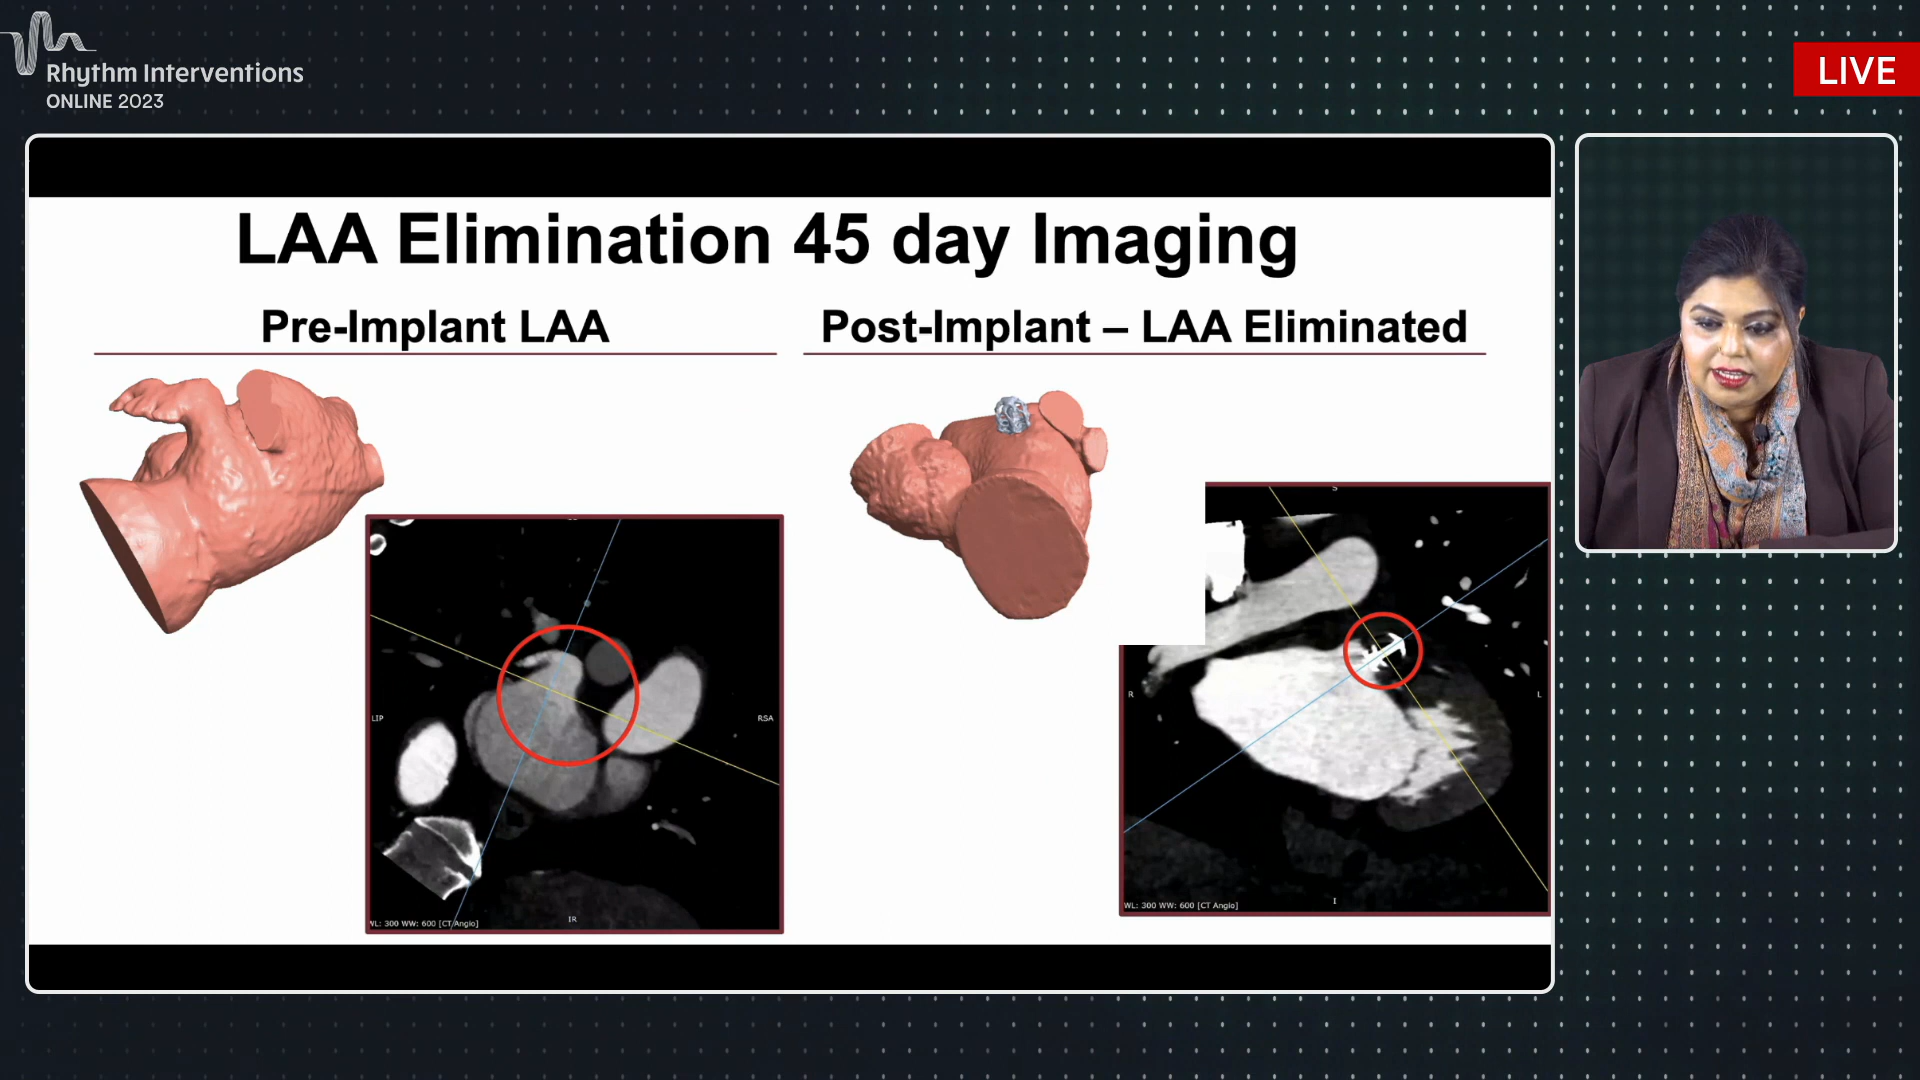 Rhythm Interventions
ONLINE 2023
LIVE
LAA Elimination 45 day Imaging
Pre-Implant LAA
Post-Implant – LAA Eliminated
S
R
L
LIP
RSA
WL: 300 WW: 600 [CT Angio]
I
IR
WL: 300 WW: 600 [CT Angio]